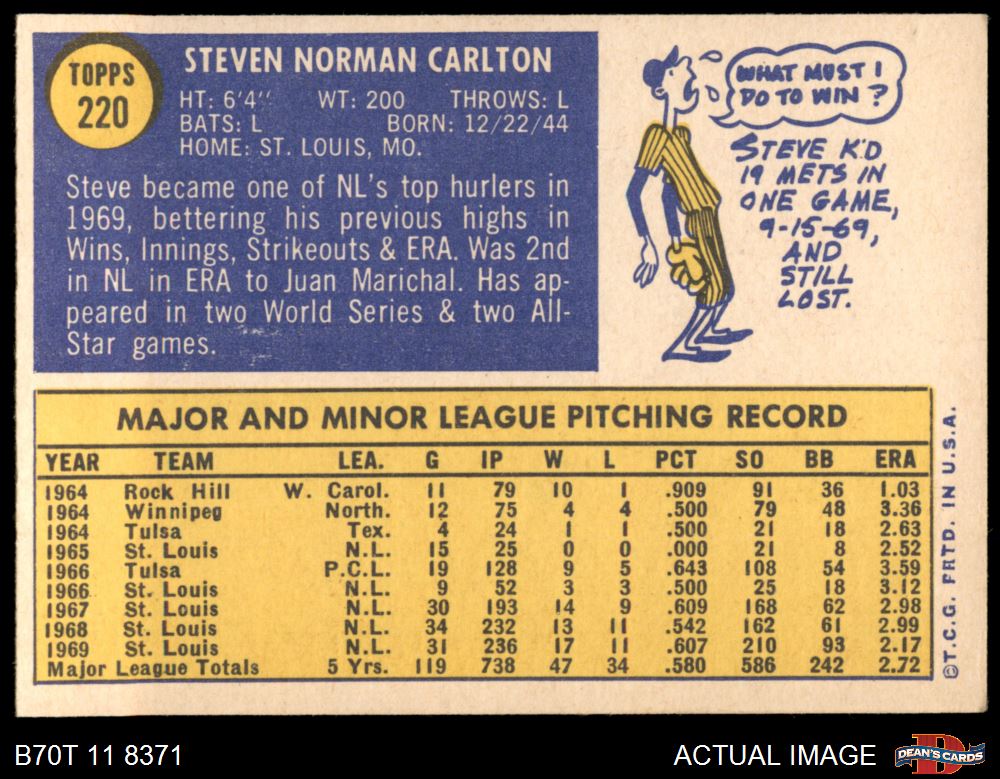 TOPPS
220
STEVEN NORMAN CARLTON
HT: 6'4" WT: 200 THROWS: L
BATS: L BORN: 12/22/44
HOME: ST. LOUIS, MO.
Steve became one of NL's top hurlers in
1969, bettering his previous highs in
Wins, Innings, Strikeouts & ERA. Was 2nd
in NL in ERA to Juan Marichal. Has ap-
peared in two World Series & two All-
Star games.
WHAT MUST I
DO TO WIN?
STEVE K'D
19 METS IN
ONE GAME,
9-15-69,
AND
STILL
LOST.
MAJOR AND MINOR LEAGUE PITCHING RECORD
YEAR TEAM LEA. G IP W L PCT SO BB ERA
1964 Rock Hill W. Carol. 11 79 10 1 .909 91 36 1.03
1964 Winnipeg North. 12 75 4 4 .500 79 48 3.36
1964 Tulsa Tex. 4 24 1 1 .500 21 18 2.63
1965 St. Louis N.L. 15 25 0 0 .000 21 8 2.52
1966 Tulsa P.C.L. 19 128 9 5 .643 108 54 3.59
1966 St. Louis N.L. 9 52 3 3 .500 25 18 3.12
1967 St. Louis N.L. 30 193 14 9 .609 168 62 2.98
1968 St. Louis N.L. 34 232 13 11 .542 162 61 2.99
1969 St. Louis N.L. 31 236 17 11 .607 210 93 2.17
Major League Totals 5 Yrs. 119 738 47 34 .580 586 242 2.72
©T.C.G. PRTD. IN U.S.A.
B70T 11 8371
ACTUAL IMAGE
DEAN'S CARDS